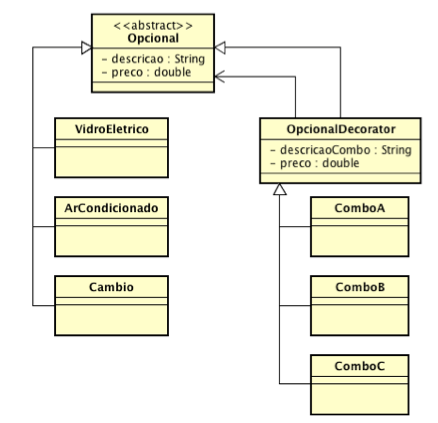 <<abstract>>
Opcional
- descricao : String
- preco : double
VidroEletrico
OpcionalDecorator
- descricaoCombo : String
- preco : double
ArCondicionado
ComboA
Cambio
ComboB
ComboC